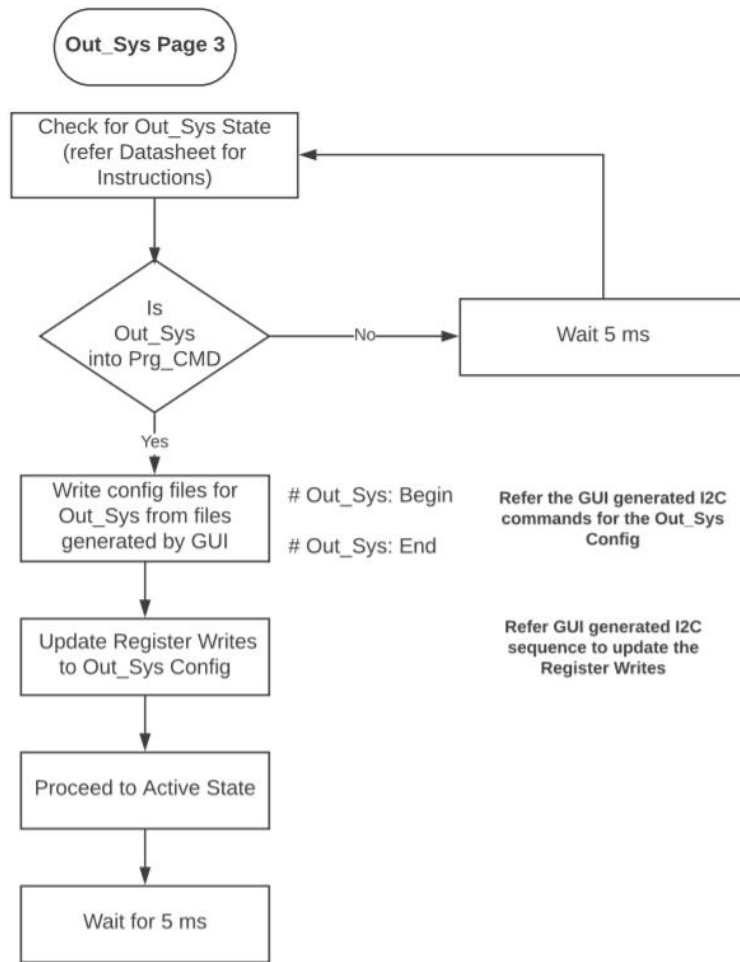 Out_Sys Page 3
Check for Out_Sys State
(refer Datasheet for
Instructions)
Is
Out_Sys
into Prg_CMD
No
Wait 5 ms
Yes
Write config files for
Out_Sys from files
generated by GUI
# Out_Sys: Begin
# Out_Sys: End
Refer the GUI generated I2C
commands for the Out_Sys
Config
Update Register Writes
to Out_Sys Config
Refer GUI generated I2C
sequence to update the
Register Writes
Proceed to Active State
Wait for 5 ms